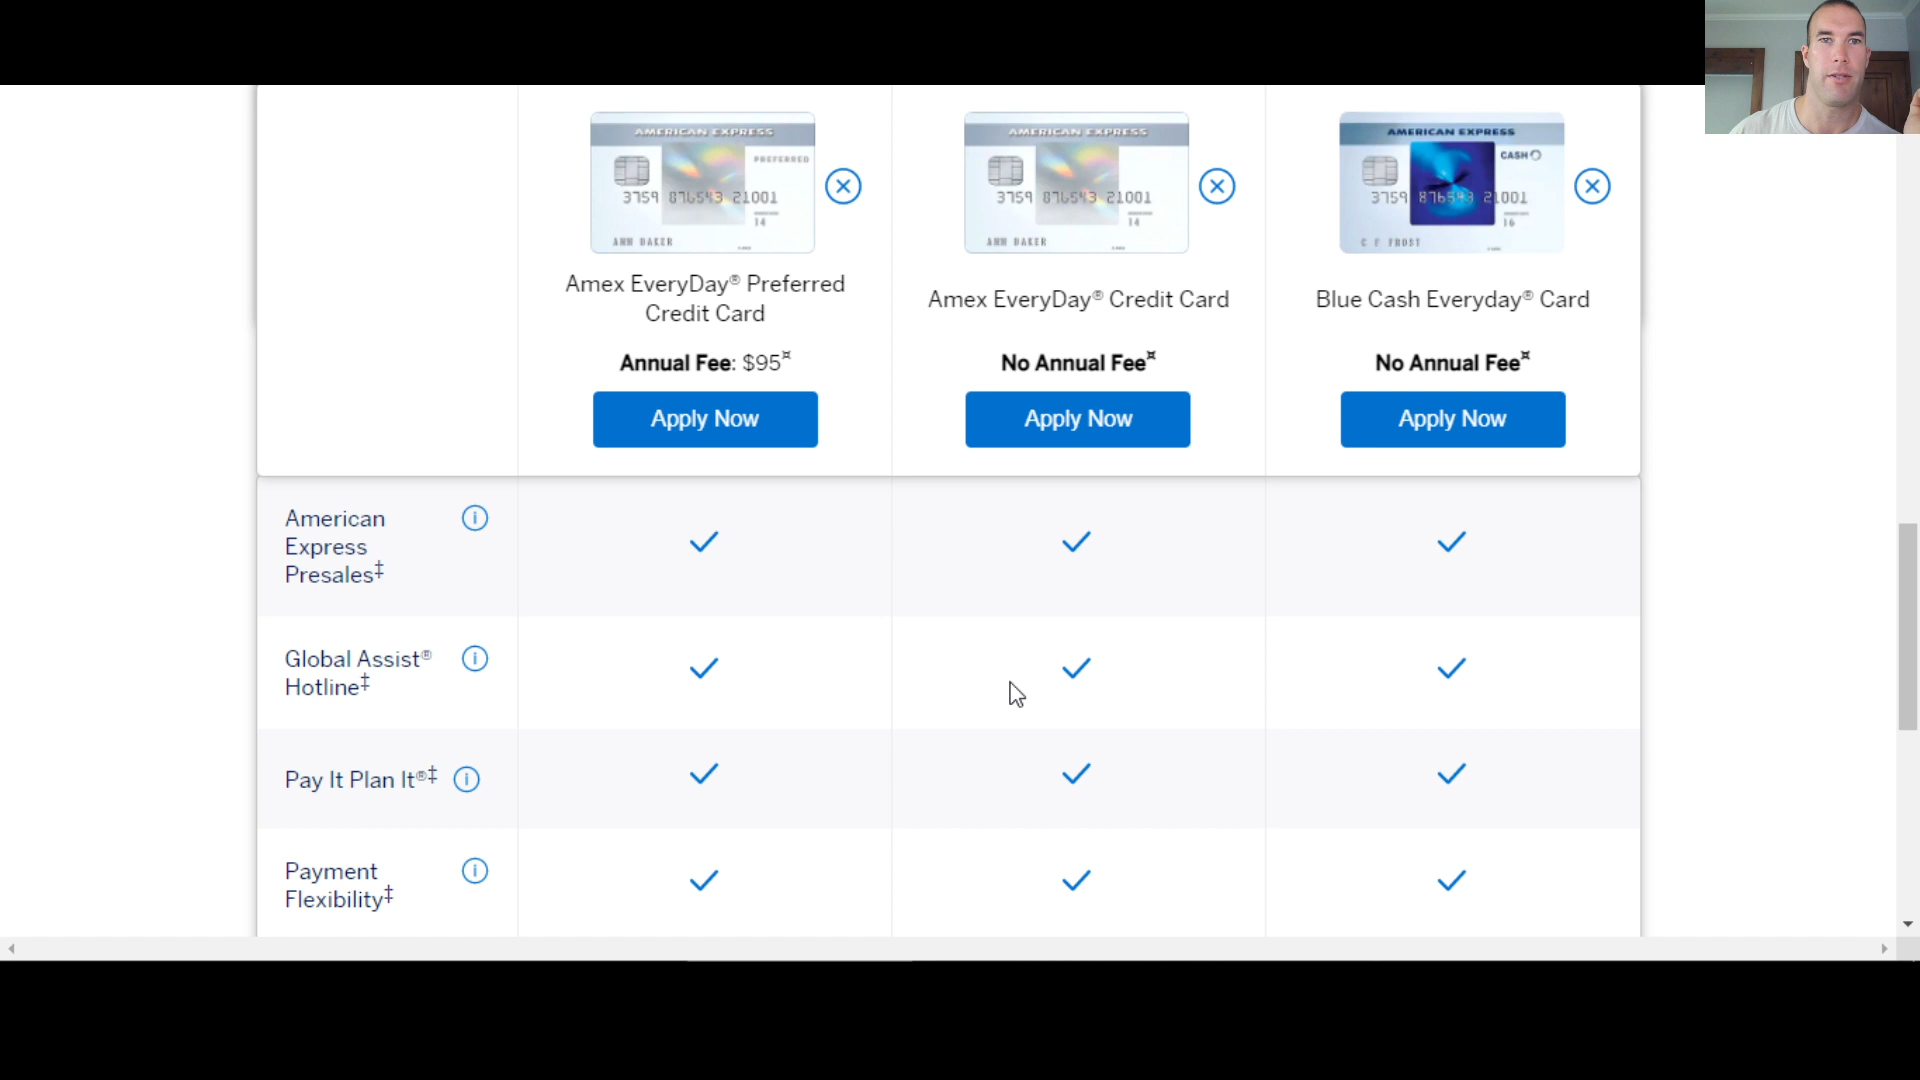 AMERICAN EXPRESS
PREFERRED
3759 876543 21001
14
ANN BAKER
AMERICAN EXPRESS
3759 876543 21001
14
ANN BAKER
AMERICAN EXPRESS
CASH
3759 876543 21001
16
C F FROST
Amex EveryDay® Preferred
Credit Card
Amex EveryDay® Credit Card
Blue Cash Everyday® Card
Annual Fee: $95¤
No Annual Fee¤
No Annual Fee¤
Apply Now
Apply Now
Apply Now
American
Express
Presales‡
Global Assist®
Hotline‡
Pay It Plan It®‡
Payment
Flexibility‡